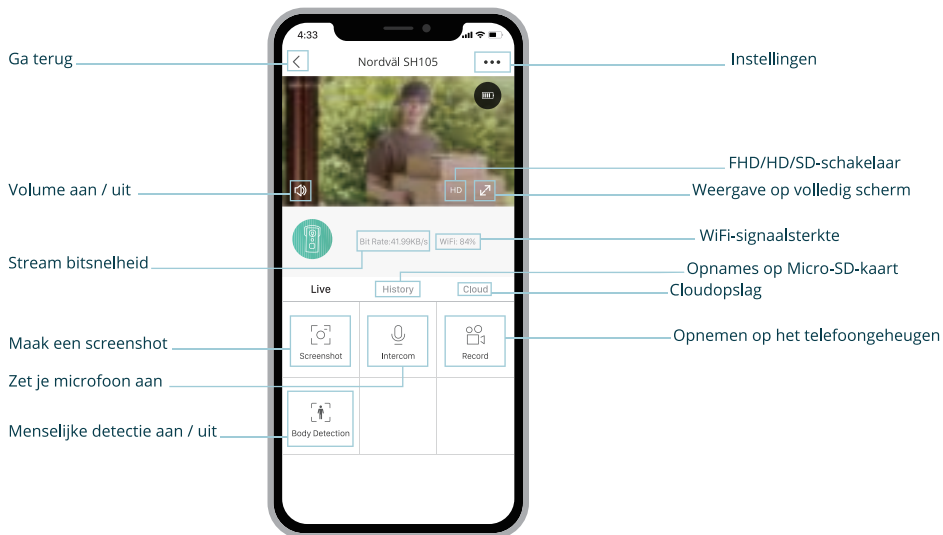 4:33
Ga terug
Nordväl SH105
Instellingen
FHD/HD/SD-schakelaar
Volume aan / uit
HD
Weergave op volledig scherm
WiFi-signaalsterkte
Bit Rate:41.99KB/s
WiFi: 84%
Stream bitsnelheid
Opnames op Micro-SD-kaart
Live
History
Cloud
Cloudopslag
Opnemen op het telefoongeheugen
Maak een screenshot
Screenshot
Intercom
Record
Zet je microfoon aan
Menselijke detectie aan / uit
Body Detection